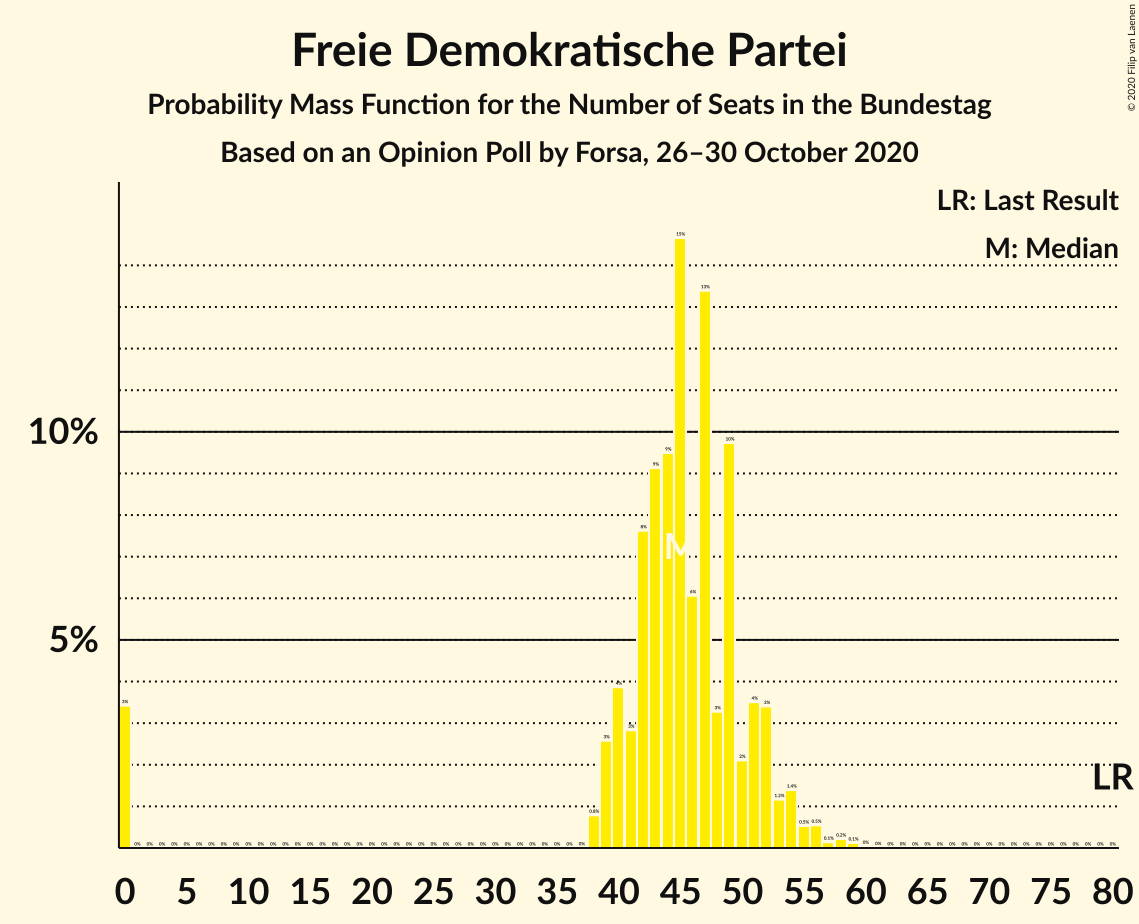 Freie Demokratische Partei
Probability Mass Function for the Number of Seats in the Bundestag
Based on an Opinion Poll by Forsa, 26–30 October 2020
© 2020 Filip van Laenen
LR: Last Result
M: Median
10%
5%
M
LR
0 5 10 15 20 25 30 35 40 45 50 55 60 65 70 75 80